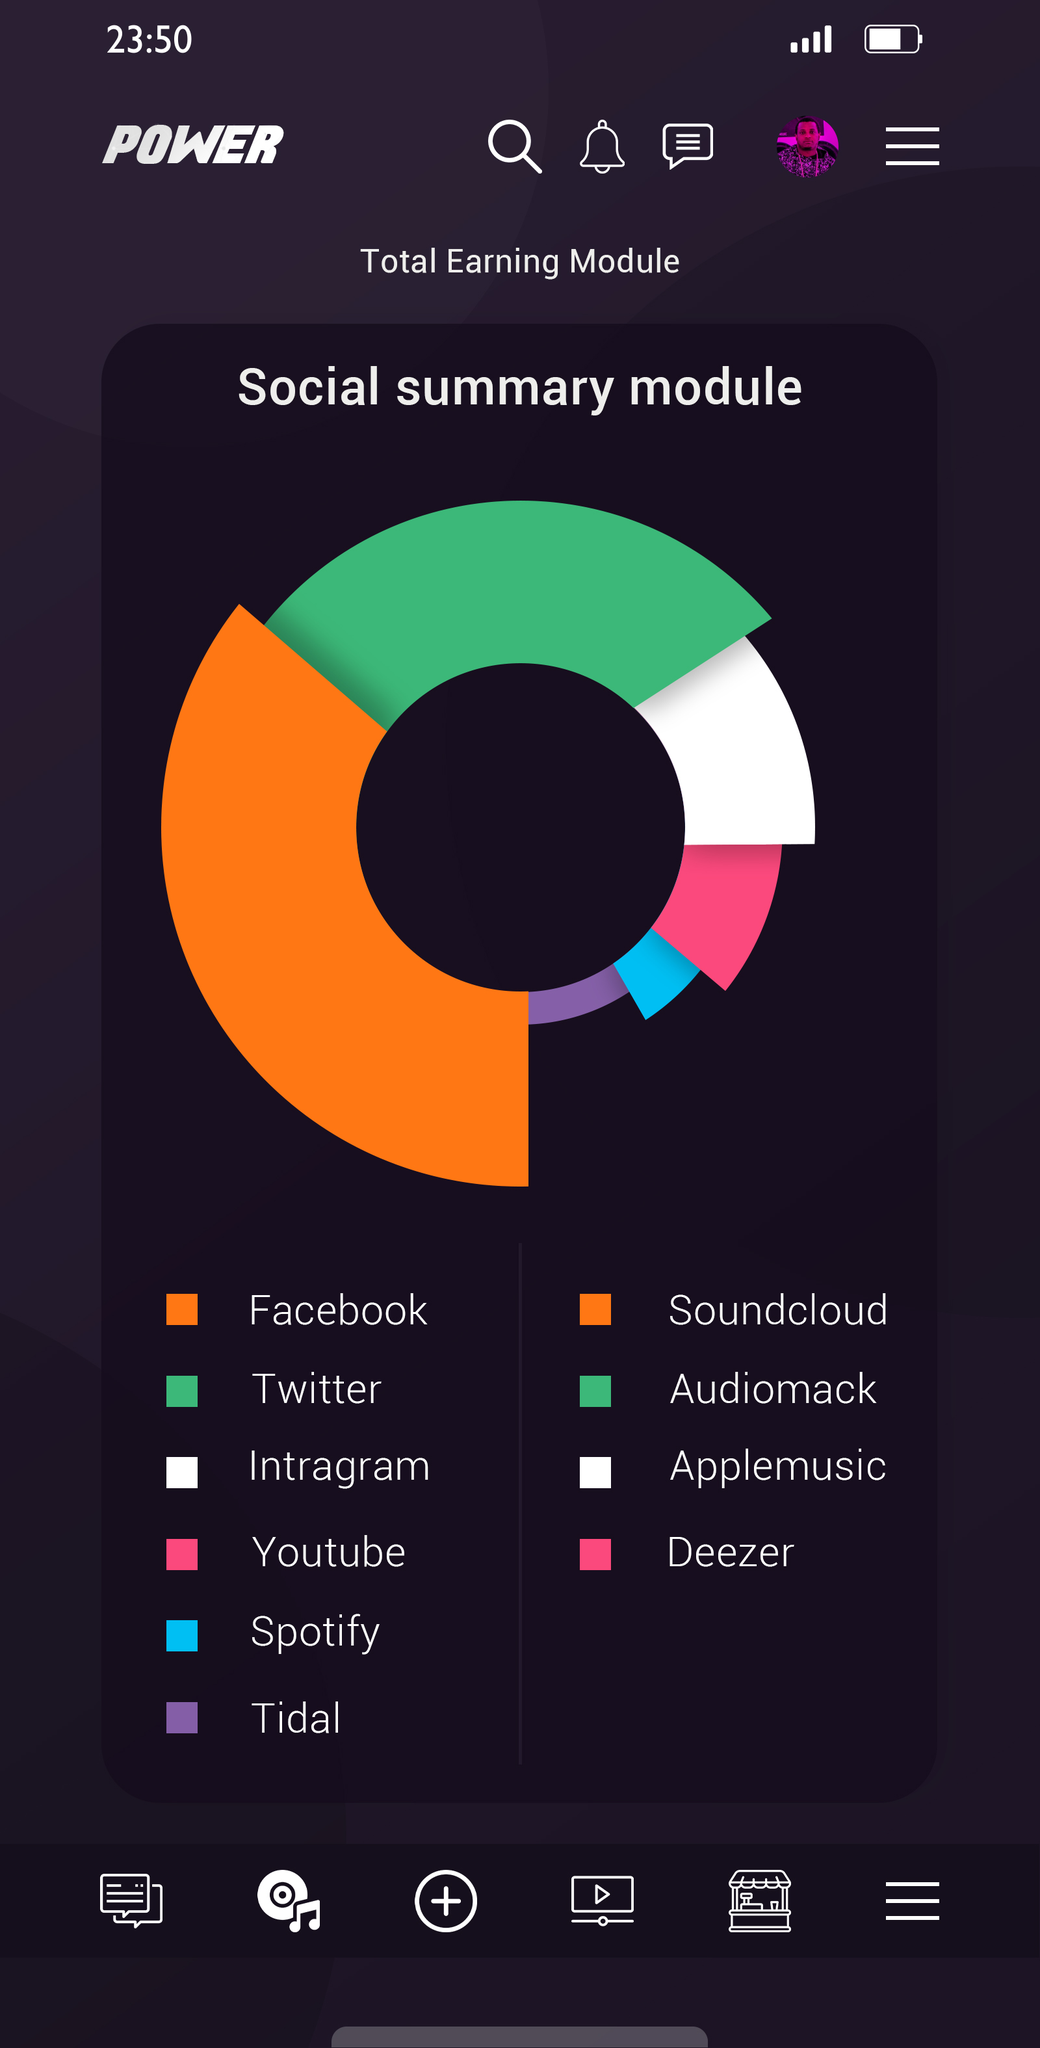 23:50
POWER
Total Earning Module
Social summary module
Facebook
Twitter
Intragram
Youtube
Spotify
Tidal
Soundcloud
Audiomack
Applemusic
Deezer